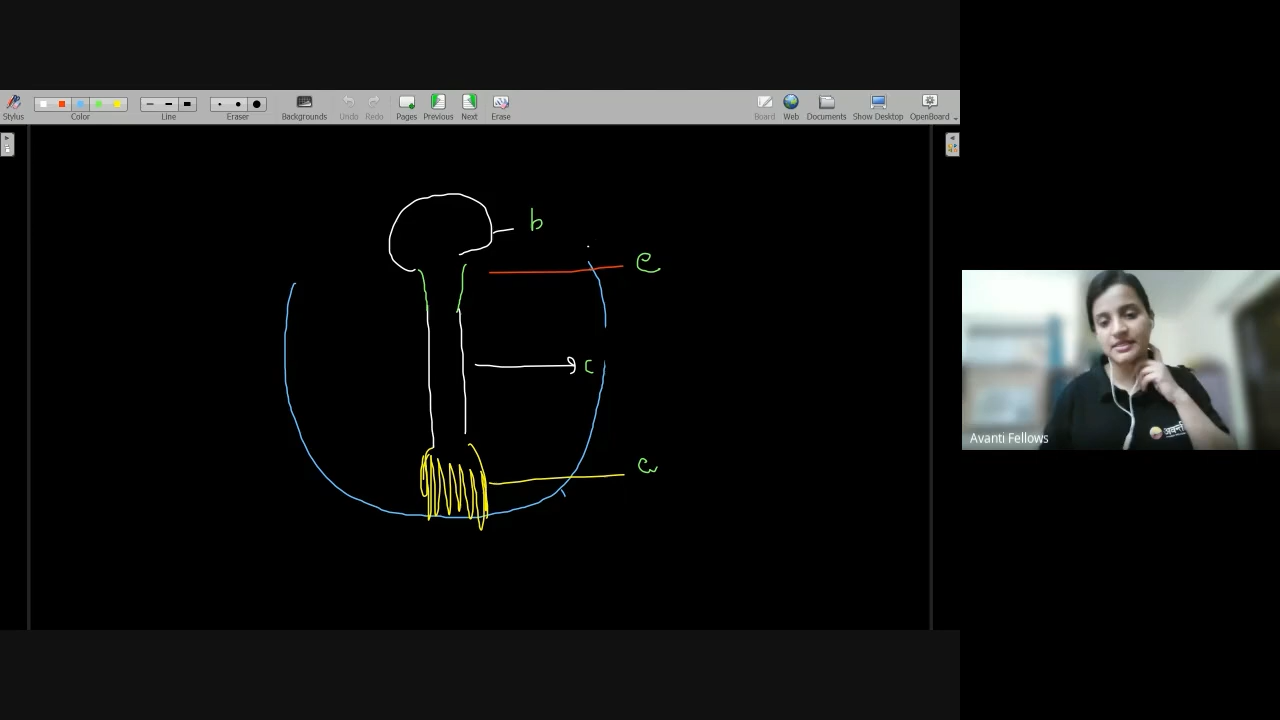 Stylus
Color
Line
Eraser
Backgrounds
Undo
Redo
Pages
Previous
Next
Erase
Board
Web
Documents
Show Desktop
OpenBoard
b
e
c
a
Avanti Fellows
अवन्ती